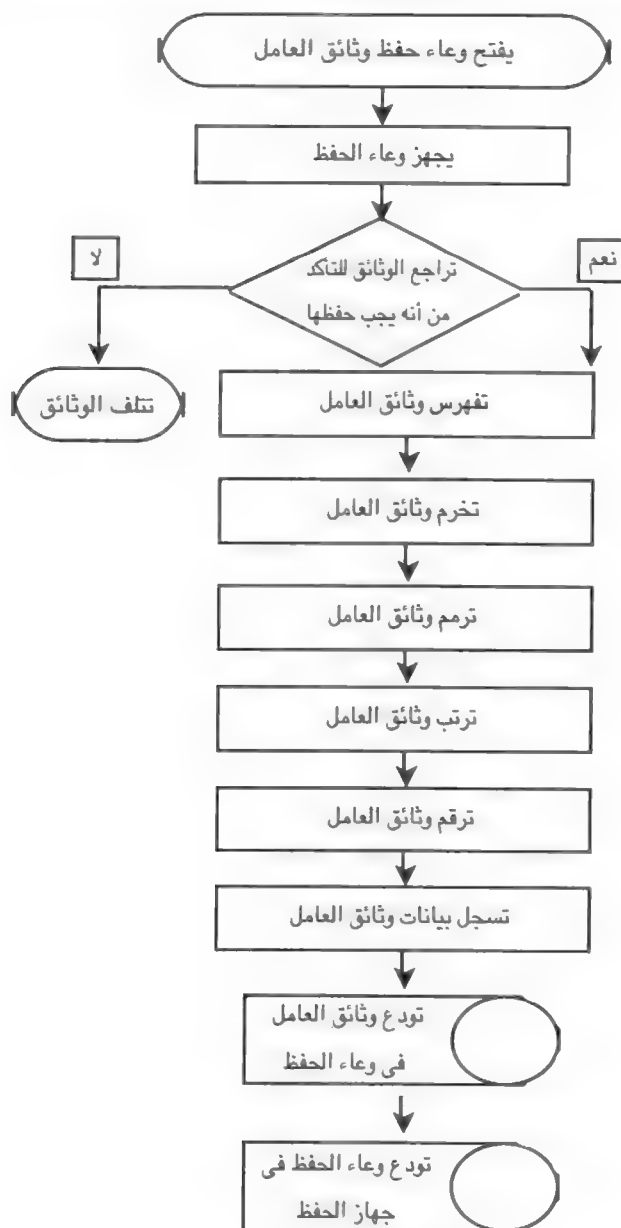 يفتح وعاء حفظ وثائق العامل
يجهز وعاء الحفظ
نعم
لا
تراجع الوثائق للتأكد
من أنه يجب حفظها
تتلف الوثائق
تفهرس وثائق العامل
تخرم وثائق العامل
ترمم وثائق العامل
ترتب وثائق العامل
ترقم وثائق العامل
تسجل بيانات وثائق العامل
تودع وثائق العامل
فى وعاء الحفظ
تودع وعاء الحفظ فى
جهاز الحفظ